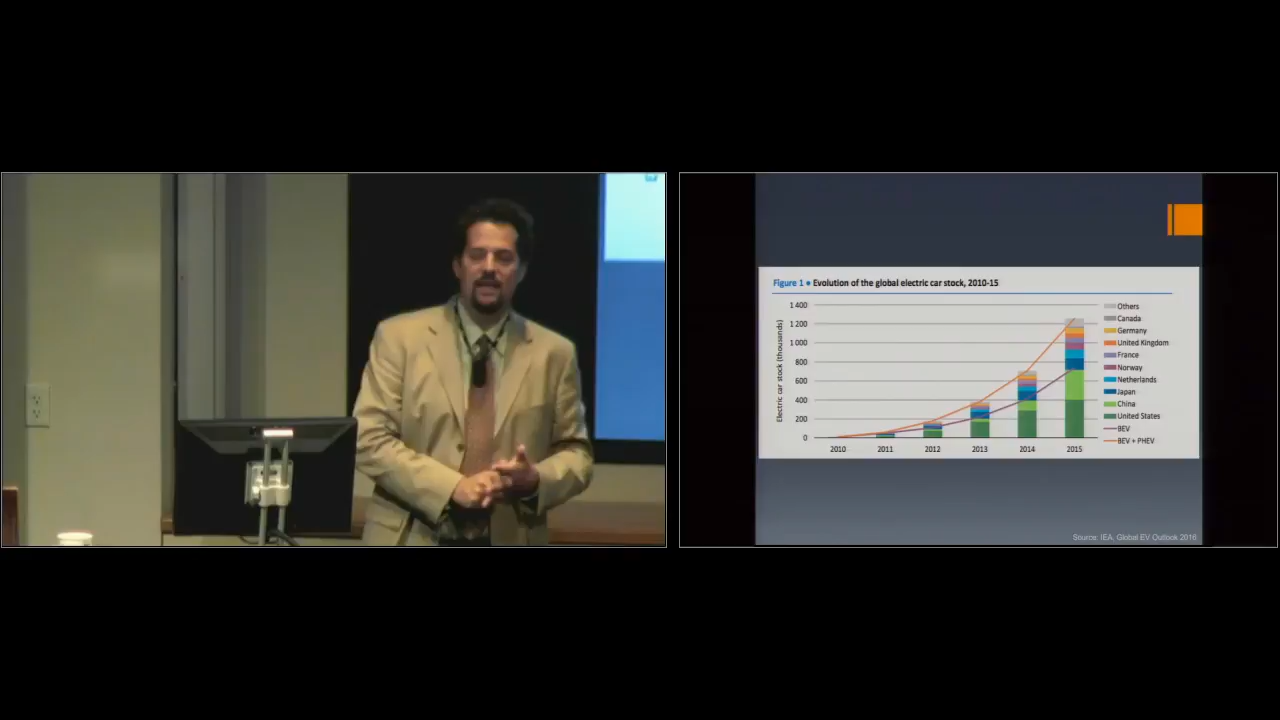 Figure 1 • Evolution of the global electric car stock, 2010-15
Electric car stock (thousands)
1 400
1 200
1 000
800
600
400
200
0
2010 2011 2012 2013 2014 2015
Others
Canada
Germany
United Kingdom
France
Norway
Netherlands
Japan
China
United States
BEV
BEV + PHEV
Source: IEA, Global EV Outlook 2016